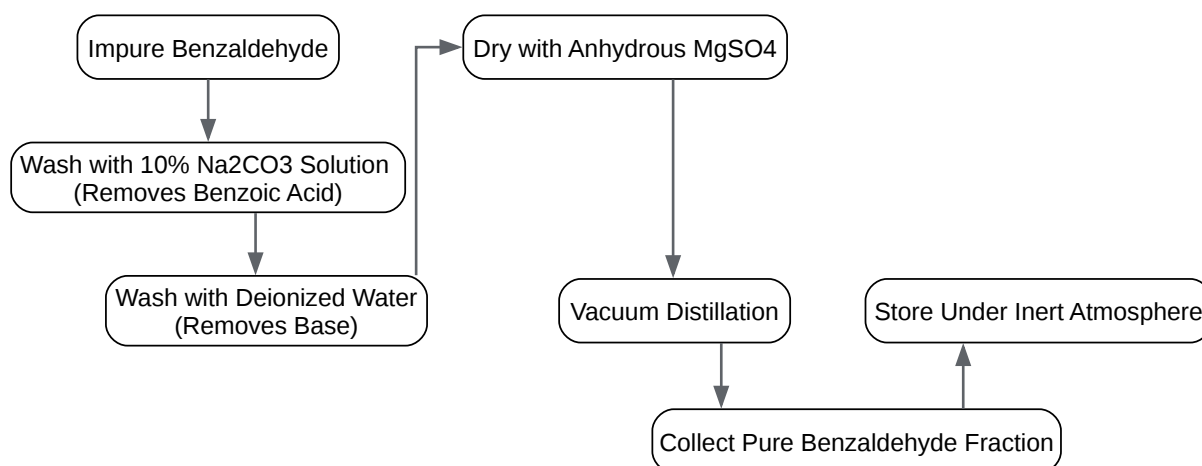 Impure Benzaldehyde
Wash with 10% Na2CO3 Solution
(Removes Benzoic Acid)
Wash with Deionized Water
(Removes Base)
Dry with Anhydrous MgSO4
Vacuum Distillation
Collect Pure Benzaldehyde Fraction
Store Under Inert Atmosphere